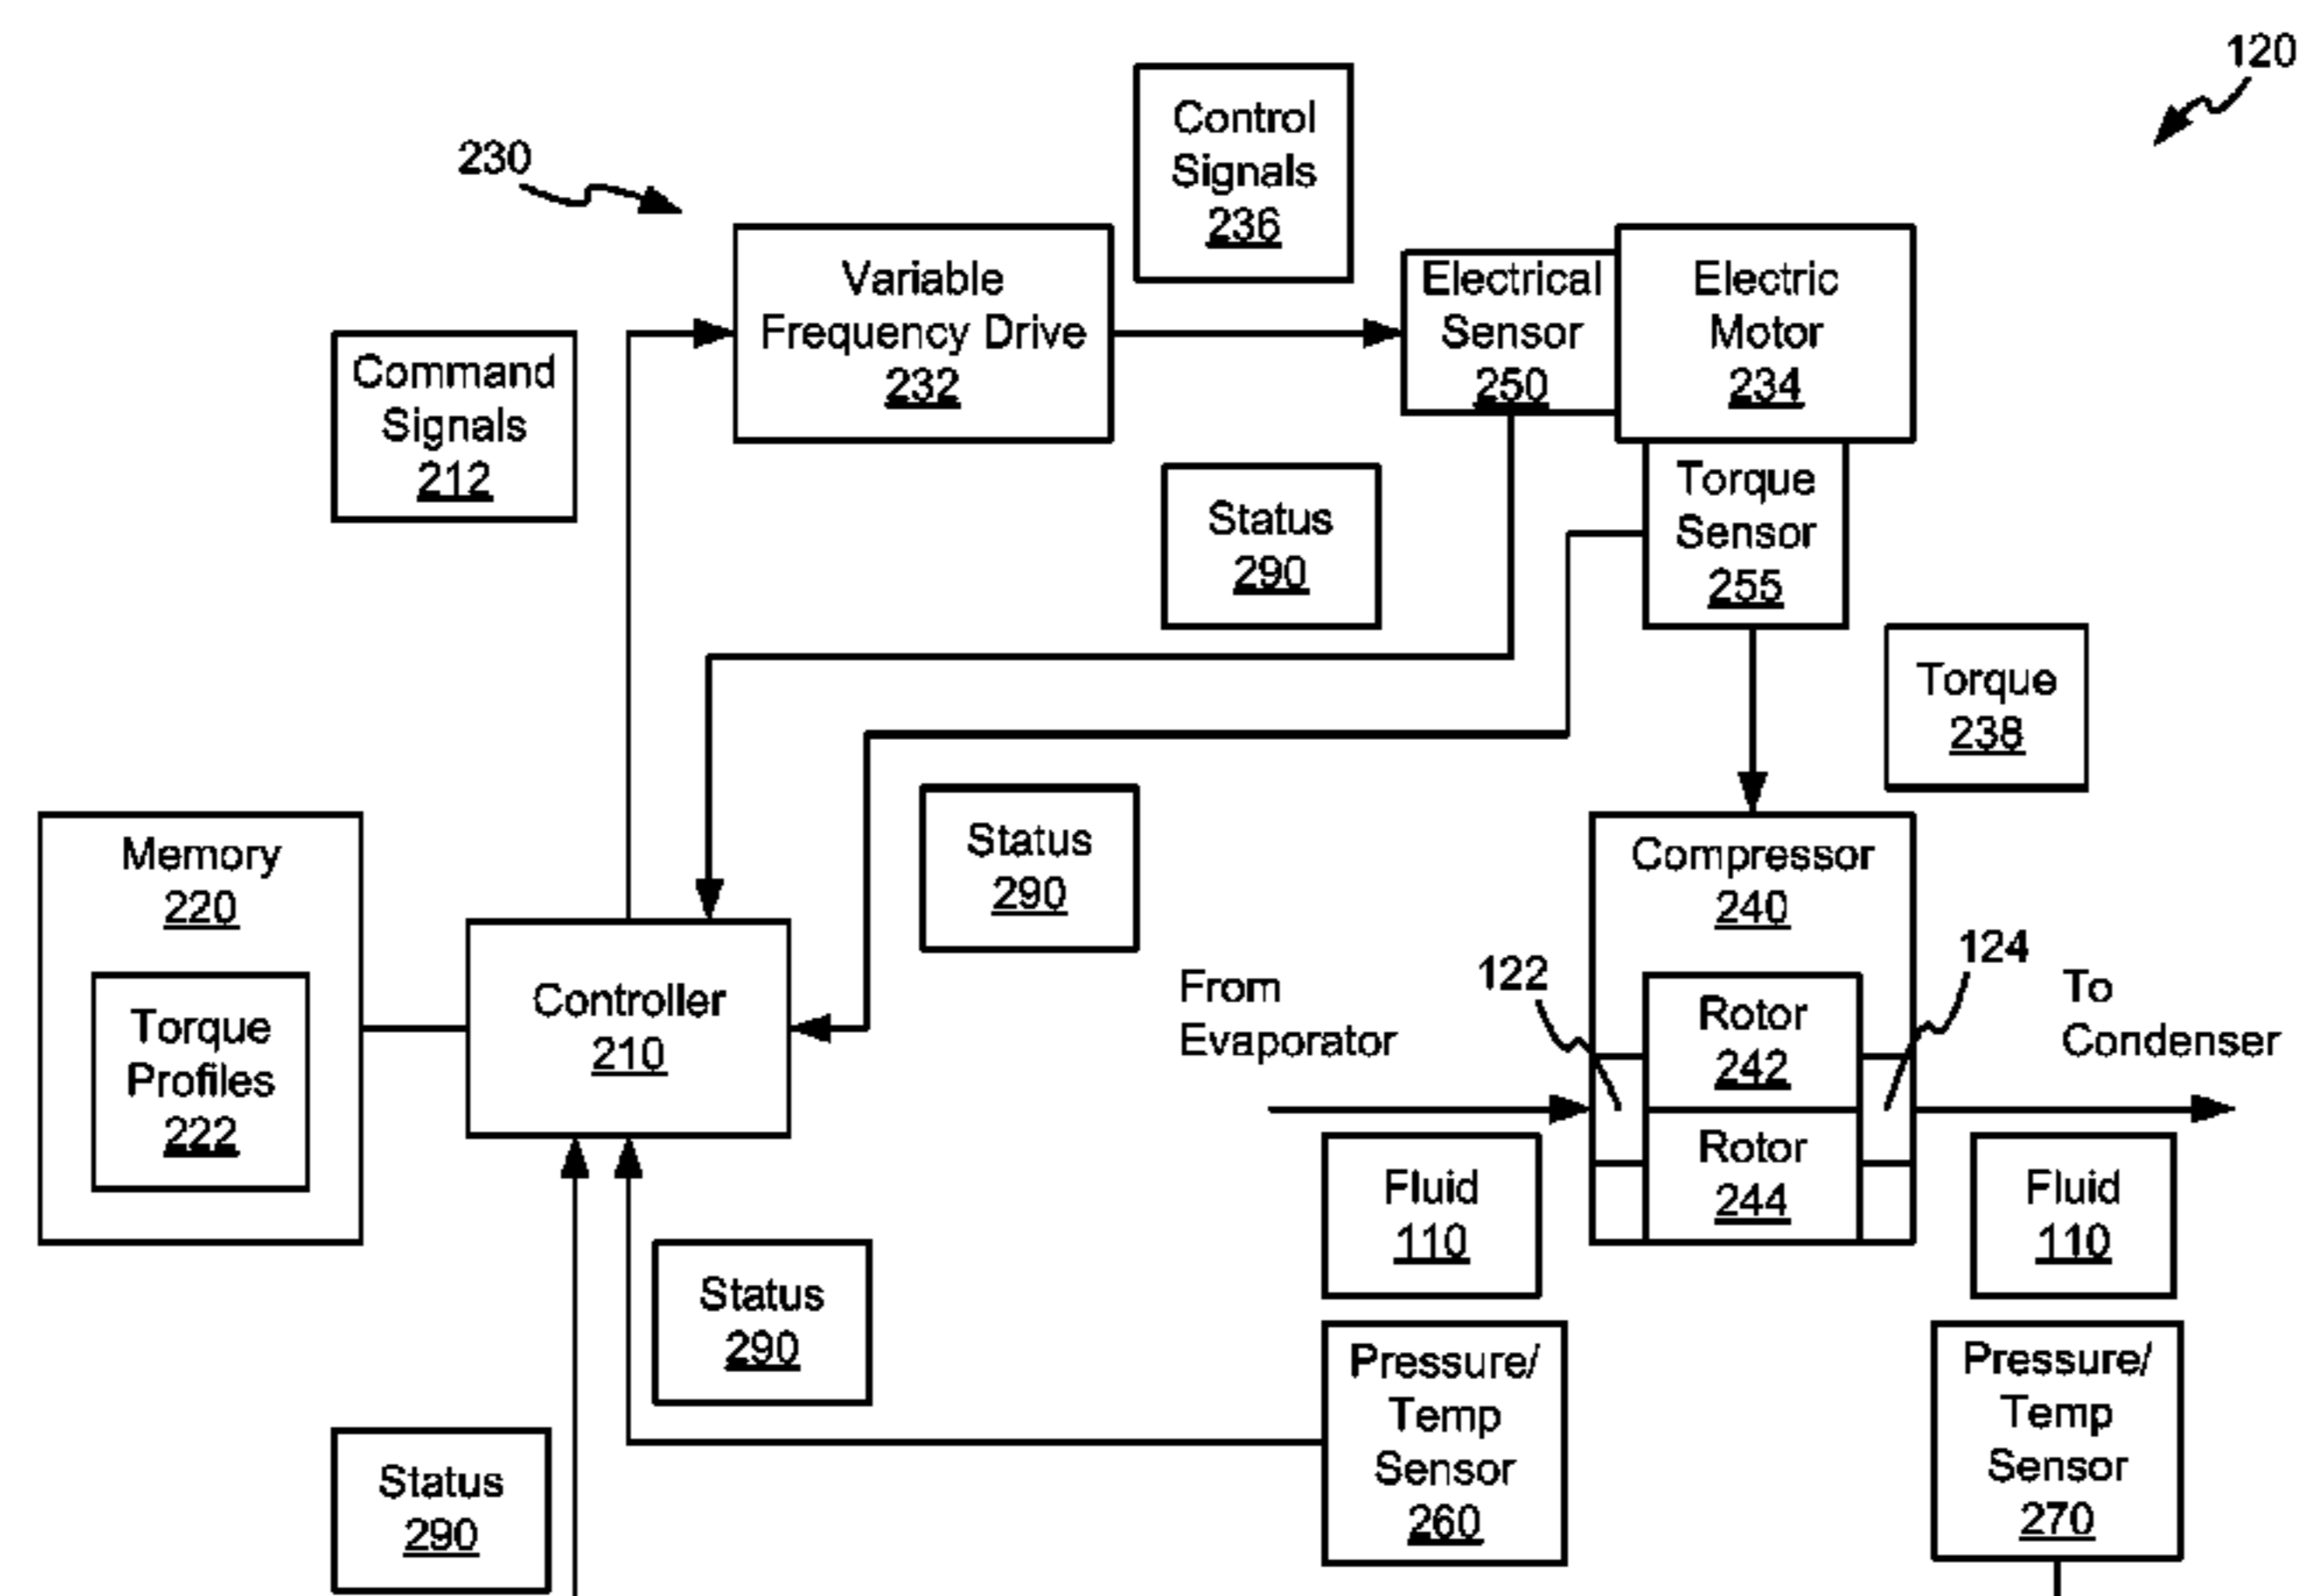 120
230
Control
Signals
236
Variable
Frequency Drive
232
Electrical
Sensor
250
Electric
Motor
234
Command
Signals
212
Status
290
Torque
Sensor
255
Torque
238
Memory
220
Torque
Profiles
222
Controller
210
Status
290
Compressor
240
From
Evaporator
122
124
To
Condenser
Rotor
242
Rotor
244
Fluid
110
Fluid
110
Status
290
Pressure/
Temp
Sensor
260
Pressure/
Temp
Sensor
270
Status
290